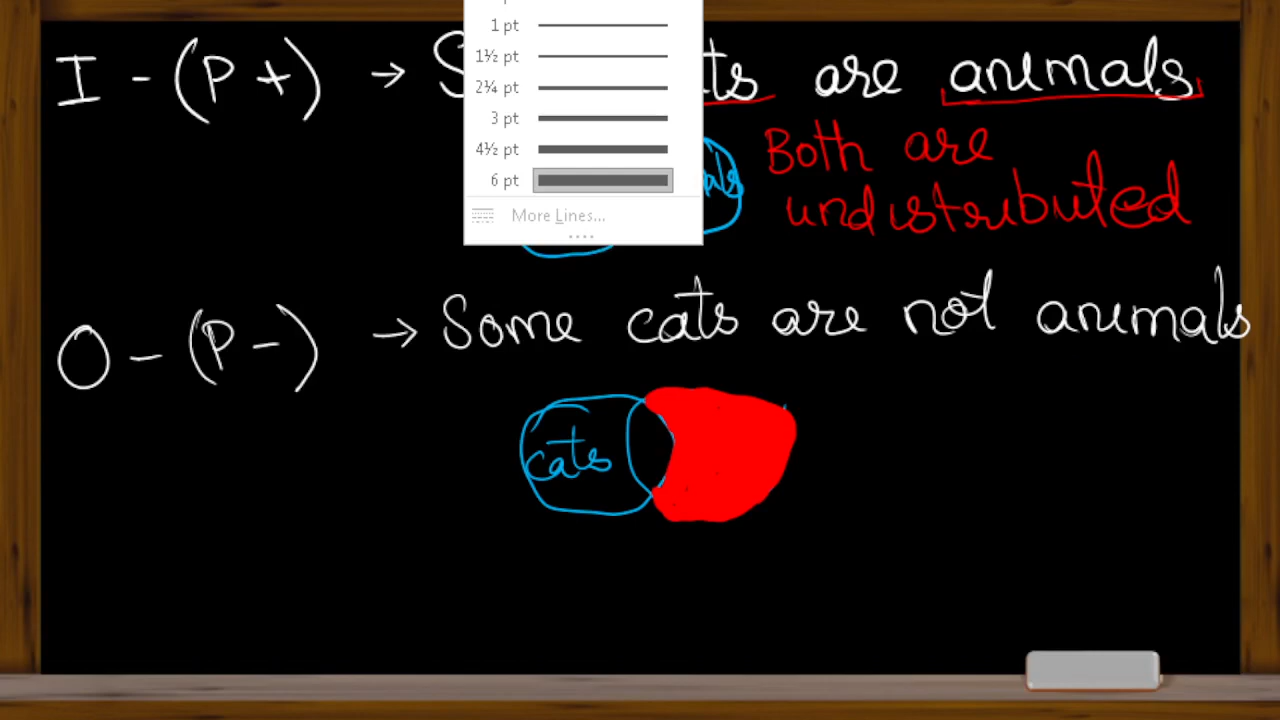 1 pt
1½ pt
2¼ pt
3 pt
4½ pt
6 pt
More Lines...
I - (P +) → S ts are animals
Both are
undistributed
O - (P -) → Some cats are not animals
cats